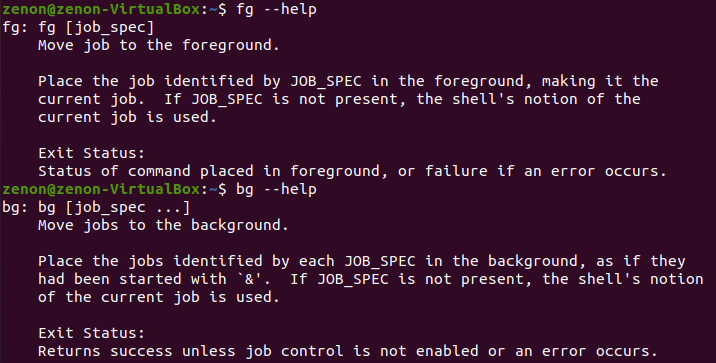 zenon@zenon-VirtualBox:~$ fg --help
fg: fg [job_spec]
    Move job to the foreground.

    Place the job identified by JOB_SPEC in the foreground, making it the
    current job.  If JOB_SPEC is not present, the shell's notion of the
    current job is used.

    Exit Status:
    Status of command placed in foreground, or failure if an error occurs.
zenon@zenon-VirtualBox:~$ bg --help
bg: bg [job_spec ...]
    Move jobs to the background.

    Place the jobs identified by each JOB_SPEC in the background, as if they
    had been started with `&'.  If JOB_SPEC is not present, the shell's notion
    of the current job is used.

    Exit Status:
    Returns success unless job control is not enabled or an error occurs.